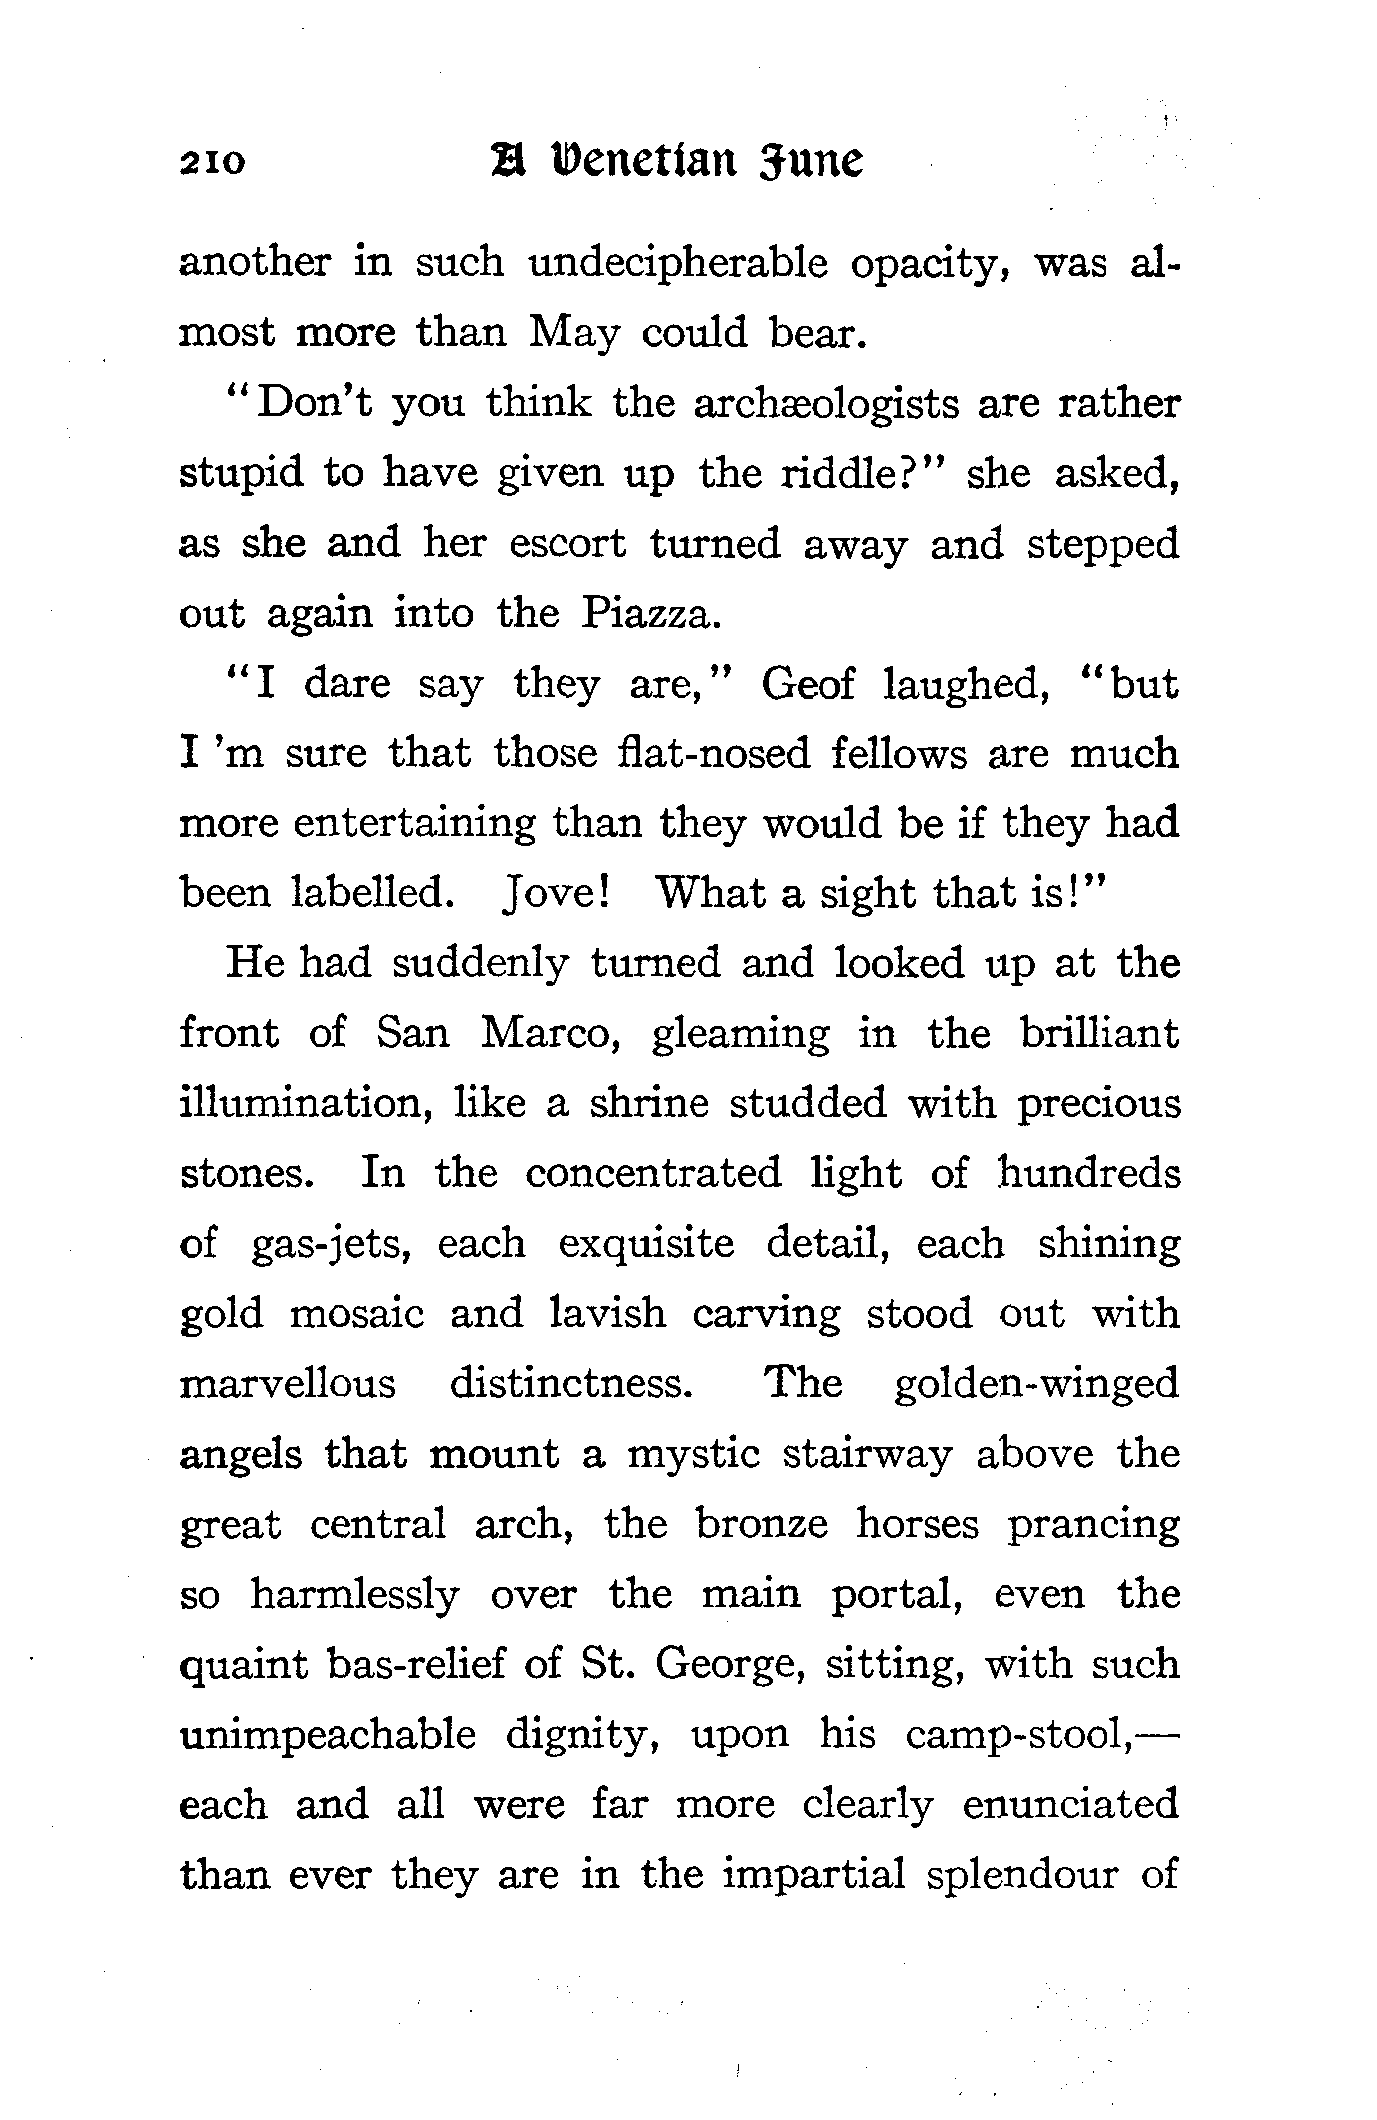 210 A Venetian June
another in such undecipherable opacity, was al-
most more than May could bear.
"Don't you think the archæologists are rather
stupid to have given up the riddle?" she asked,
as she and her escort turned away and stepped
out again into the Piazza.
"I dare say they are," Geof laughed, "but
I 'm sure that those flat-nosed fellows are much
more entertaining than they would be if they had
been labelled. Jove! What a sight that is!"
He had suddenly turned and looked up at the
front of San Marco, gleaming in the brilliant
illumination, like a shrine studded with precious
stones. In the concentrated light of hundreds
of gas-jets, each exquisite detail, each shining
gold mosaic and lavish carving stood out with
marvellous distinctness. The golden-winged
angels that mount a mystic stairway above the
great central arch, the bronze horses prancing
so harmlessly over the main portal, even the
quaint bas-relief of St. George, sitting, with such
unimpeachable dignity, upon his camp-stool,—
each and all were far more clearly enunciated
than ever they are in the impartial splendour of